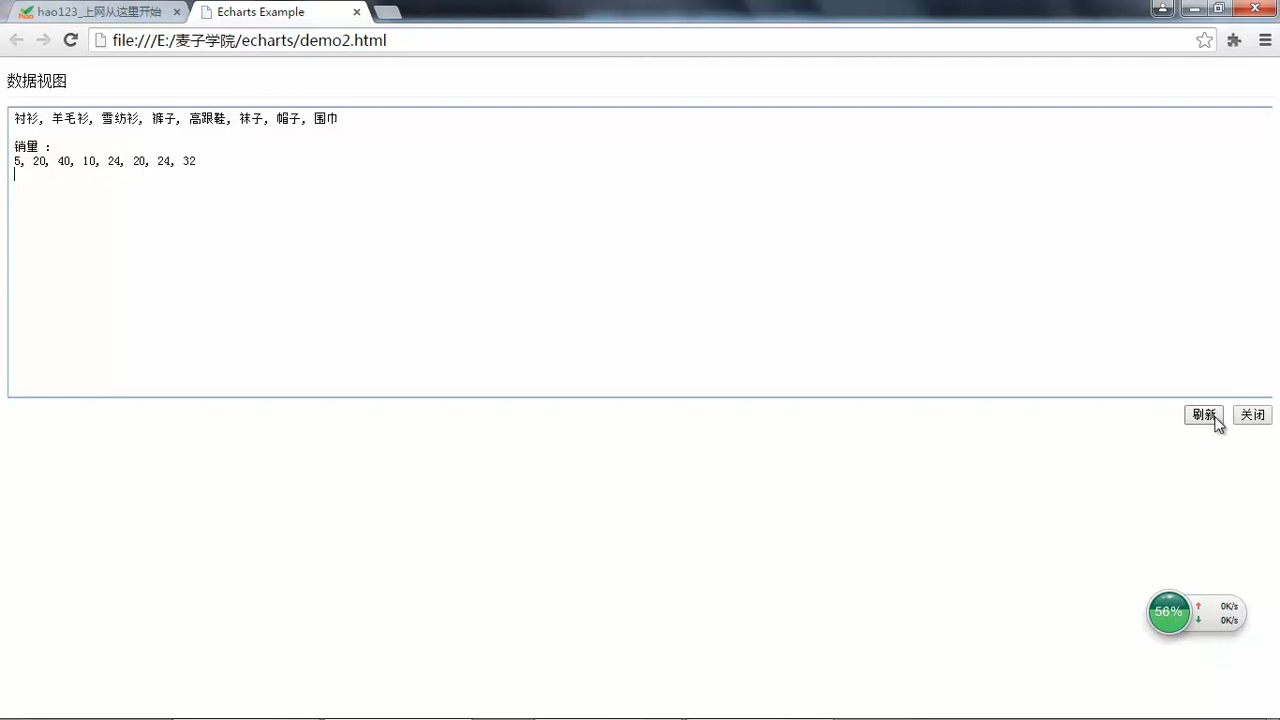 hao123_上网从这里开始
Echarts Example
file:///E:/麦子学院/echarts/demo2.html
数据视图
衬衫, 羊毛衫, 雪纺衫, 裤子, 高跟鞋, 袜子, 帽子, 围巾
销量 :
5, 20, 40, 10, 24, 20, 24, 32
刷新
关闭
56%
0K/s
0K/s